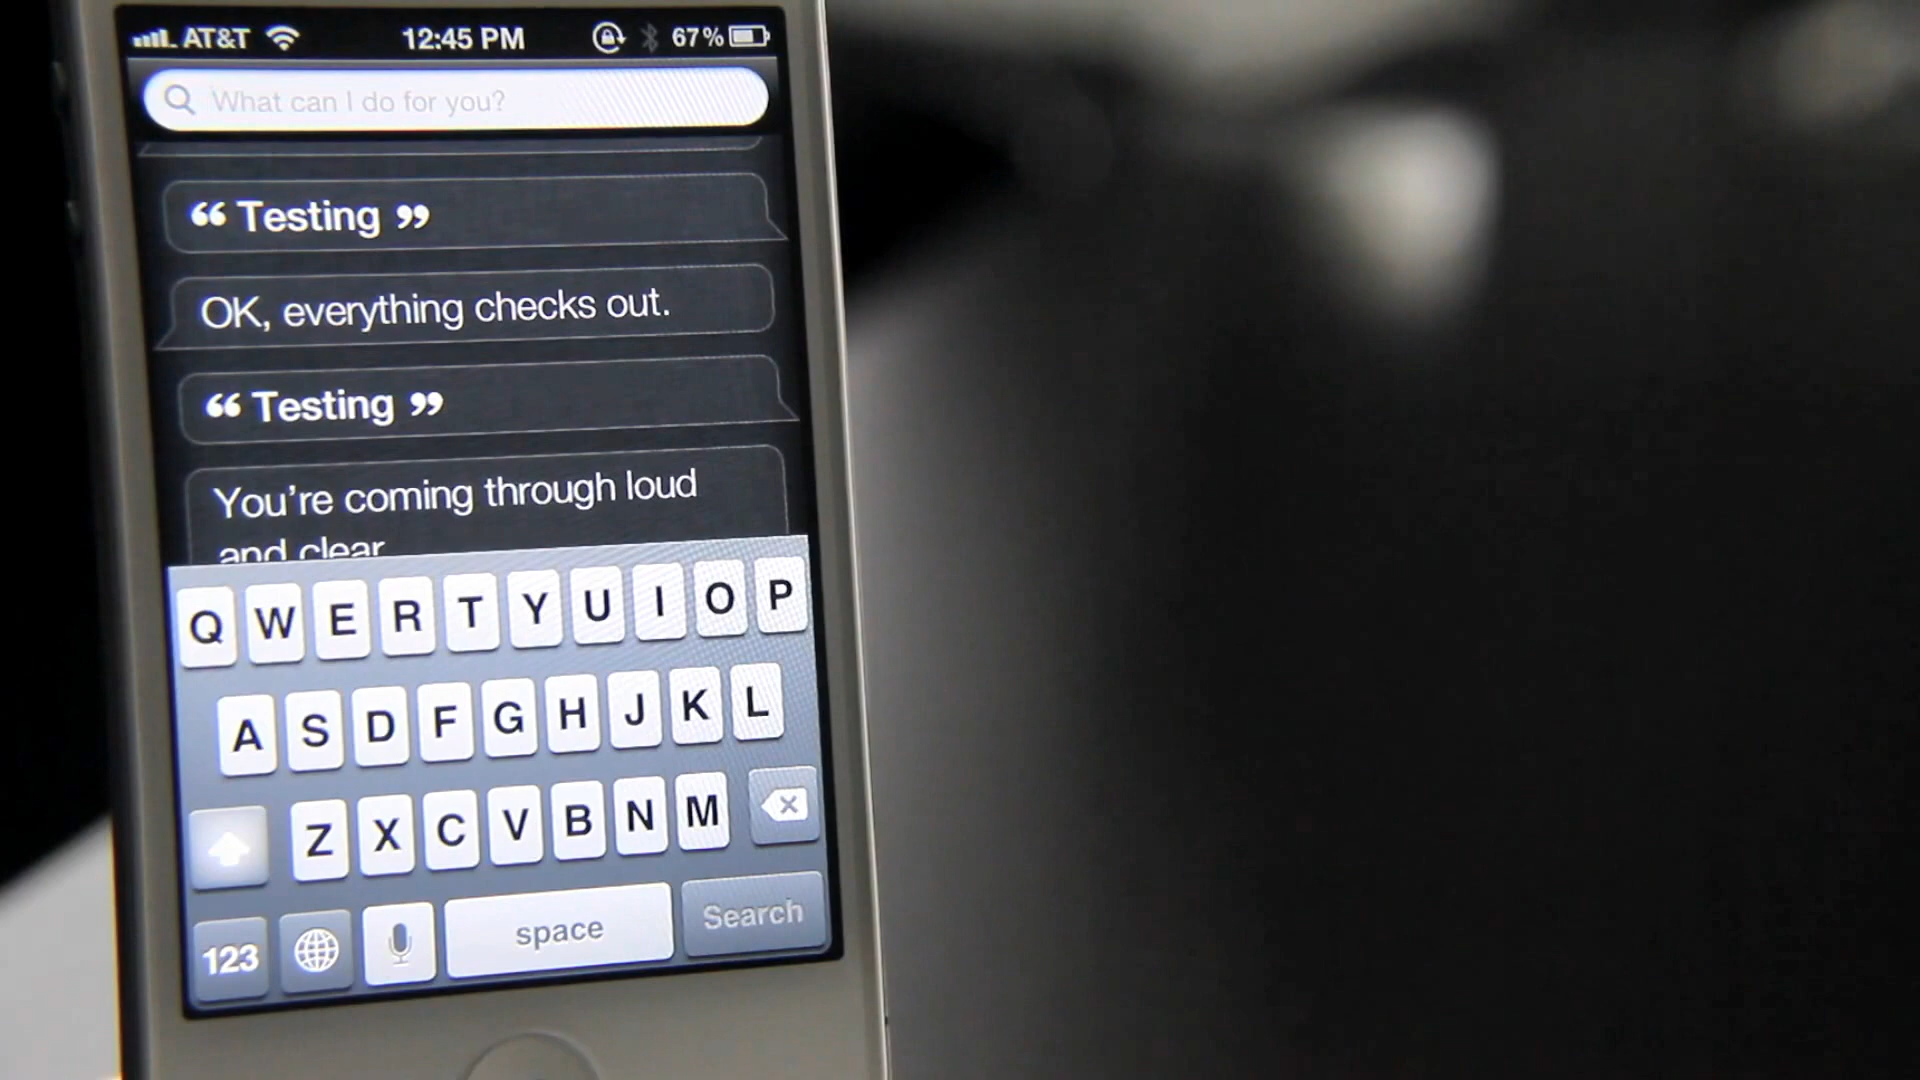 AT&T 12:45 PM 67%
What can I do for you?
“ Testing ”
OK, everything checks out.
“ Testing ”
You’re coming through loud
and clear
Q W E R T Y U I O P
A S D F G H J K L
Z X C V B N M
123 space Search